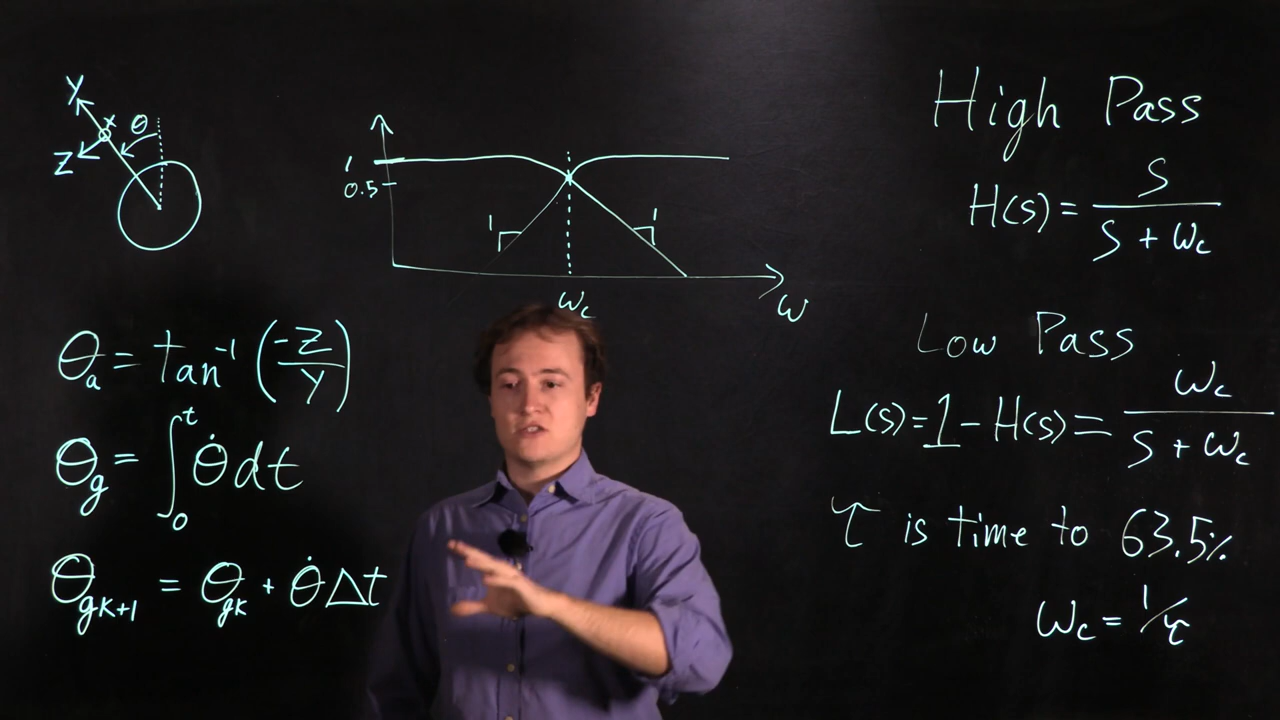 Y
x
θ
Z
1
0.5
1
1
ωc
ω
θa = tan⁻¹(-Z/Y)
θg = ∫₀ᵗ θ̇ dt
θgk+1 = θgk + θ̇ Δt
High Pass
H(s) = S/(S + ωc)
Low Pass
L(s) = 1 - H(s) = ωc/(S + ωc)
τ is time to 63.5%
ωc = 1/τ